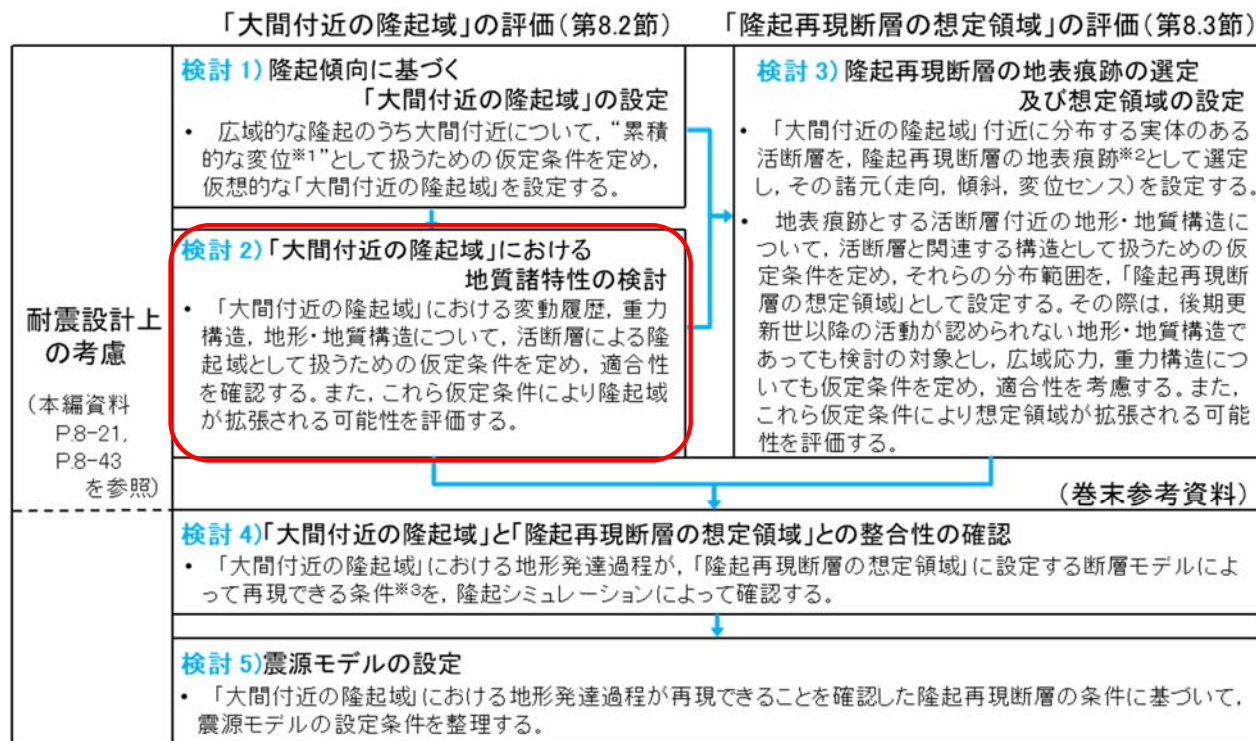 「大間付近の隆起域」の評価(第8.2節)
「隆起再現断層の想定領域」の評価(第8.3節)
耐震設計上
の考慮
(本編資料
P.8-21,
P.8-43
を参照)
検討 1) 隆起傾向に基づく
「大間付近の隆起域」の設定
• 広域的な隆起のうち大間付近について，“累積
的な変位※1”として扱うための仮定条件を定め，
仮想的な「大間付近の隆起域」を設定する。
検討 2)「大間付近の隆起域」における
地質諸特性の検討
• 「大間付近の隆起域」における変動履歴，重力
構造，地形・地質構造について，活断層による隆
起域として扱うための仮定条件を定め，適合性
を確認する。また，これら仮定条件により隆起域
が拡張される可能性を評価する。
検討 3) 隆起再現断層の地表痕跡の選定
及び想定領域の設定
• 「大間付近の隆起域」付近に分布する実体のある
活断層を，隆起再現断層の地表痕跡※2として選定
し，その諸元(走向，傾斜，変位センス)を設定する。
• 地表痕跡とする活断層付近の地形・地質構造に
ついて，活断層と関連する構造として扱うための仮
定条件を定め，それらの分布範囲を，「隆起再現断
層の想定領域」として設定する。その際は，後期更
新世以降の活動が認められない地形・地質構造で
あっても検討の対象とし，広域応力，重力構造につ
いても仮定条件を定め，適合性を考慮する。また，
これら仮定条件により想定領域が拡張される可能
性を評価する。
(巻末参考資料)
検討 4)「大間付近の隆起域」と「隆起再現断層の想定領域」との整合性の確認
• 「大間付近の隆起域」における地形発達過程が，「隆起再現断層の想定領域」に設定する断層モデルによ
って再現できる条件※3を，隆起シミュレーションによって確認する。
検討 5)震源モデルの設定
• 「大間付近の隆起域」における地形発達過程が再現できることを確認した隆起再現断層の条件に基づいて，
震源モデルの設定条件を整理する。